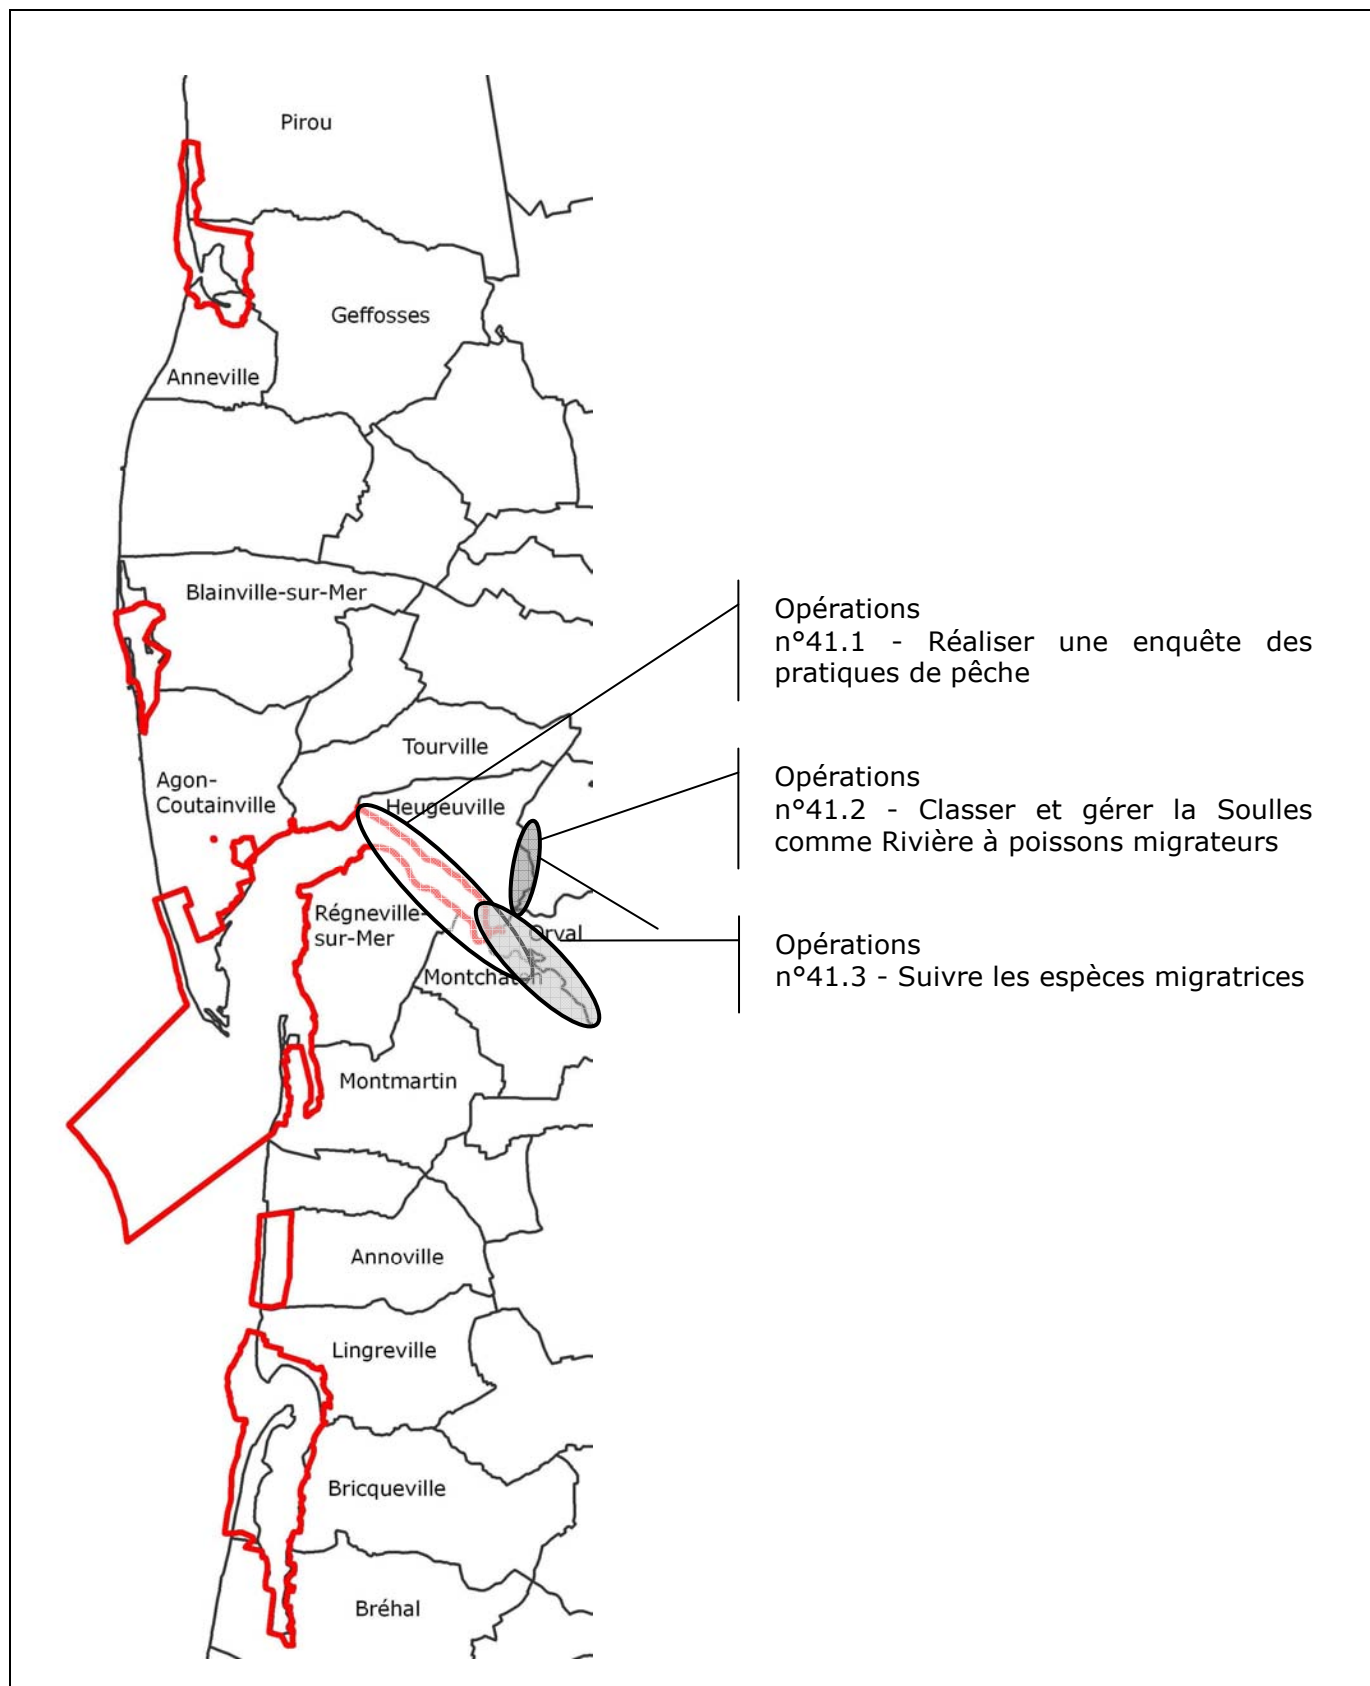 Pirou
Geffosses
Anneville
Blainville-sur-Mer
Opérations
n°41.1 - Réaliser une enquête des
pratiques de pêche
Tourville
Opérations
n°41.2 - Classer et gérer la Soulles
comme Rivière à poissons migrateurs
Agon-
Coutainville
Heugeuville
Régneville-
sur-Mer
Orval
Opérations
n°41.3 - Suivre les espèces migratrices
Montchaton
Montmartin
Annoville
Lingreville
Bricqueville
Bréhal